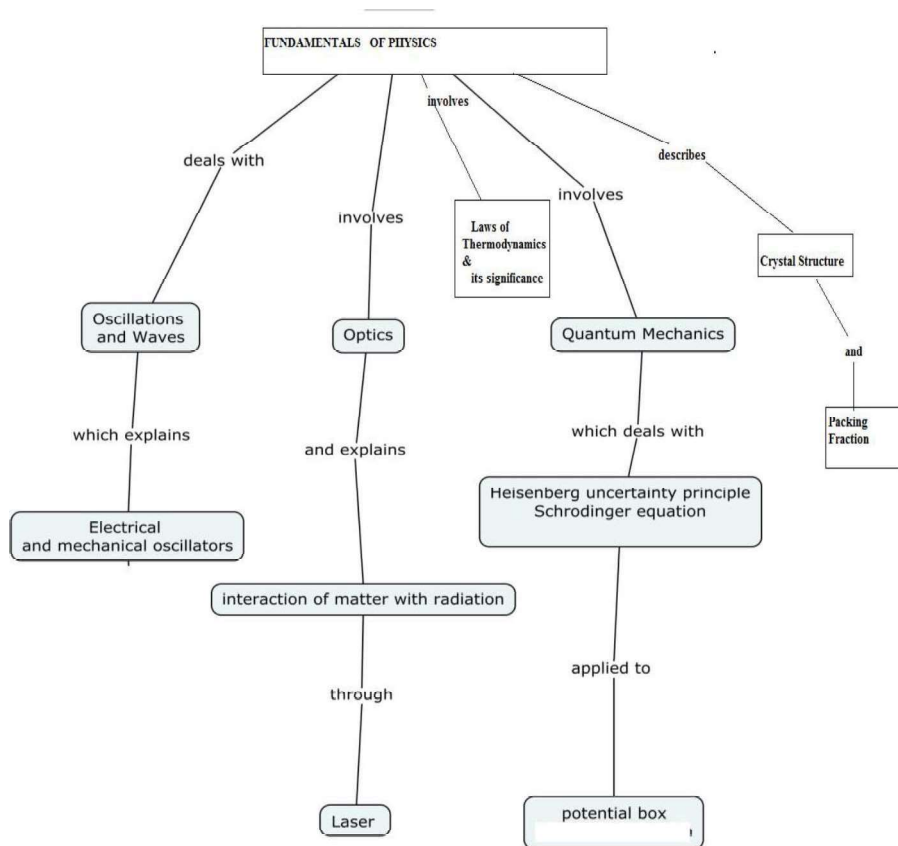 FUNDAMENTALS OF PHYSICS
involves
deals with
describes
involves
involves
Laws of
Thermodynamics
&
its significance
Crystal Structure
Oscillations
and Waves
Optics
Quantum Mechanics
and
which explains
and explains
which deals with
Packing
Fraction
Heisenberg uncertainty principle
Schrodinger equation
Electrical
and mechanical oscillators
interaction of matter with radiation
applied to
through
potential box
Laser